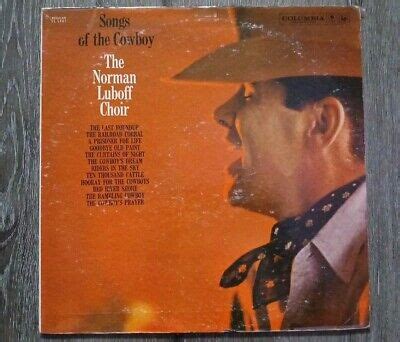 Songs
of the Cowboy
COLUMBIA
The
Norman
Luboff
Choir
THE LAST ROUNDUP
THE RAILROAD CORRAL
A PRISONER FOR LIFE
GOODBYE OLD PAINT
THE CURTAINS OF NIGHT
THE COWBOY'S DREAM
RIDERS IN THE SKY
TEN THOUSAND CATTLE
HOORAY FOR THE COWBOYS
RED RIVER SHORE
THE RAMBLING COWBOY
THE COWBOY'S PRAYER